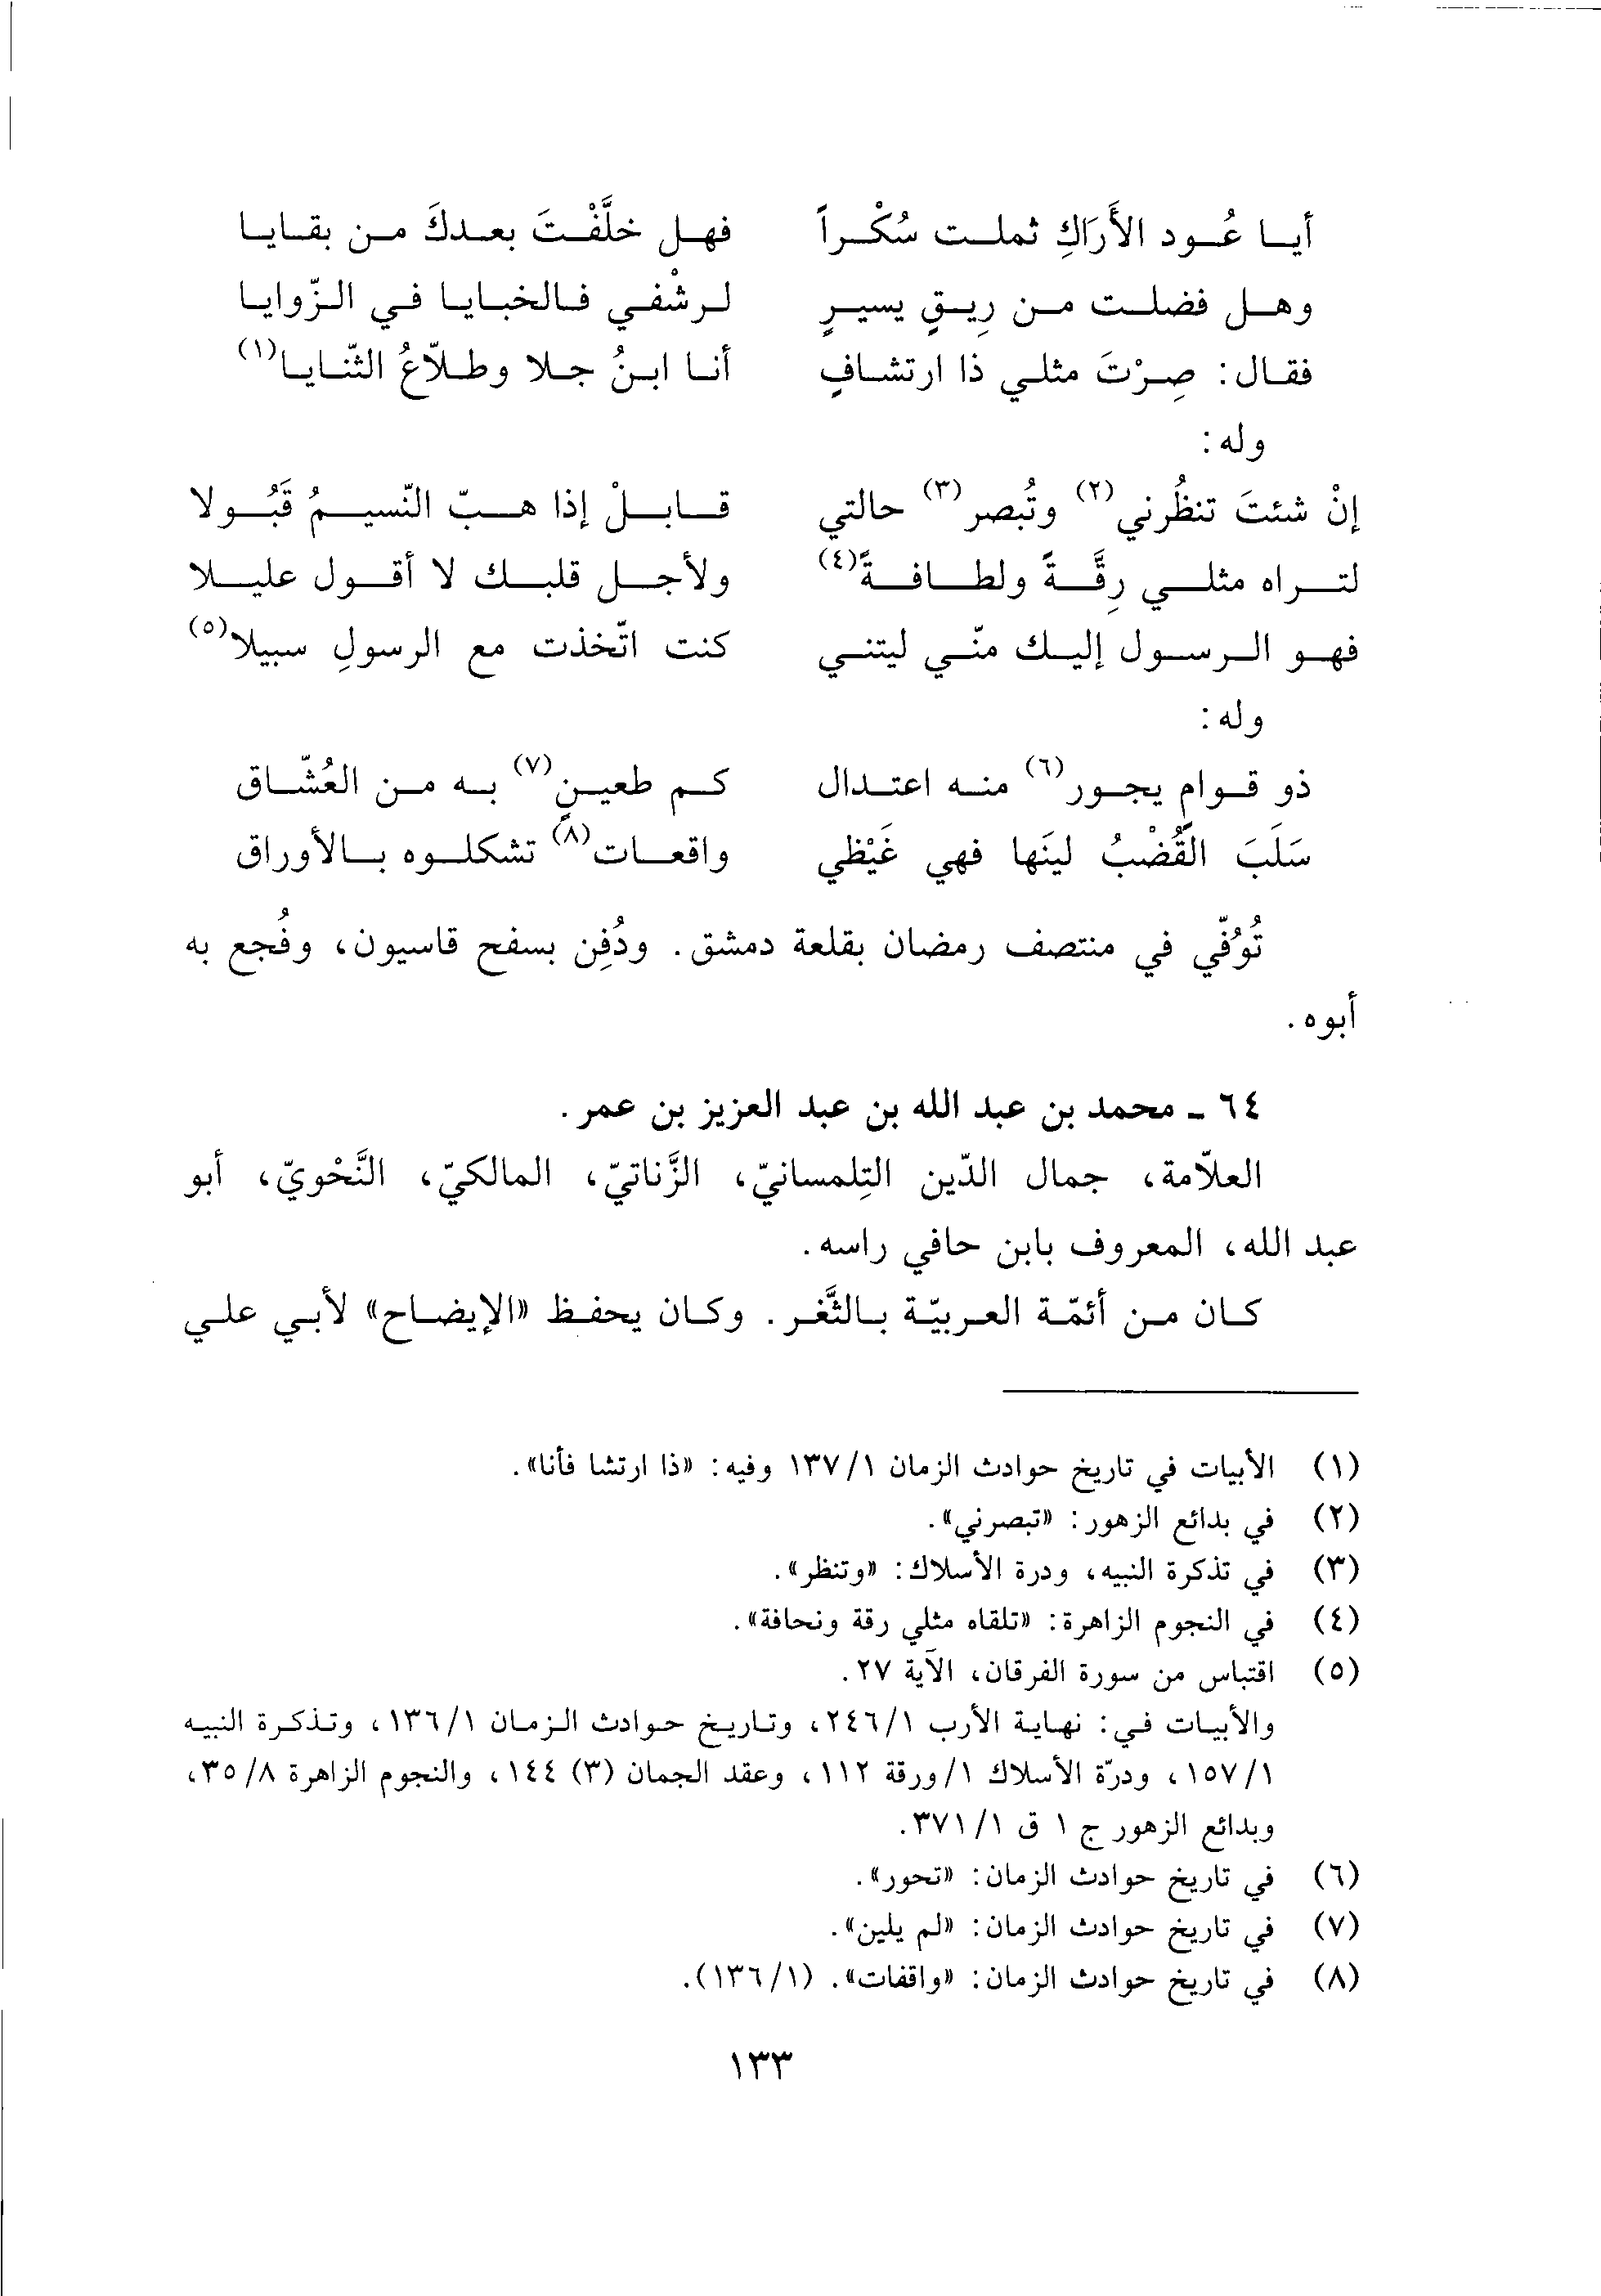 أيا عُود الأَرَاكِ ثملت سُكْراً فهل خلَّفْتَ بعدكَ من بقايا
وهل فضلت من رِيقٍ يسيرٍ لرشْفي فالخبايا في الزّوايا
فقال: صِرْتَ مثلي ذا ارتشافٍ أنا ابنُ جلا وطلاّعُ الثّنايا(١)
وله:
إنْ شئتَ تنظُرني(٢) وتُبصر(٣) حالتي قابلْ إذا هبّ النّسيمُ قَبُولا
لتراه مثلي رِقَّةً ولطافةً(٤) ولأجل قلبك لا أقول عليلا
فهو الرسول إليك منّي ليتني كنت اتّخذت مع الرسولِ سبيلا(٥)
وله:
ذو قوامٍ يجور(٦) منه اعتدال كم طعينٍ(٧) به من العُشّاق
سَلَبَ القُضْبُ لينَها فهي غَيْظي واقعات(٨) تشكلوه بالأوراق
تُوُفّي في منتصف رمضان بقلعة دمشق. ودُفِن بسفح قاسيون، وفُجع به
أبوه.
٦٤ ـ محمد بن عبد الله بن عبد العزيز بن عمر.
العلاّمة، جمال الدّين التِلمسانيّ، الزَّناتيّ، المالكيّ، النَّحْويّ، أبو
عبد الله، المعروف بابن حافي راسه.
كان من أئمّة العربيّة بالثَّغر. وكان يحفظ «الإيضاح» لأبي علي
(١) الأبيات في تاريخ حوادث الزمان ١٣٧/١ وفيه: «ذا ارتشا فأنا».
(٢) في بدائع الزهور: «تبصرني».
(٣) في تذكرة النبيه، ودرة الأسلاك: «وتنظر».
(٤) في النجوم الزاهرة: «تلقاه مثلي رقة ونحافة».
(٥) اقتباس من سورة الفرقان، الآية ٢٧.
والأبيات في: نهاية الأرب ٢٤٦/١، وتاريخ حوادث الزمان ١٣٦/١، وتذكرة النبيه
١٥٧/١، ودرّة الأسلاك ١/ورقة ١١٢، وعقد الجمان (٣) ١٤٤، والنجوم الزاهرة ٣٥/٨،
وبدائع الزهور ج ١ ق ٣٧١/١.
(٦) في تاريخ حوادث الزمان: «تحور».
(٧) في تاريخ حوادث الزمان: «لم يلين».
(٨) في تاريخ حوادث الزمان: «واقفات». (١٣٦/١).
١٣٣